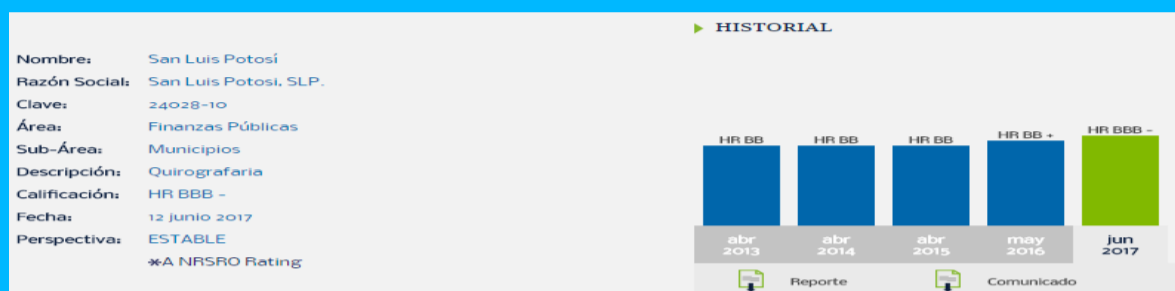 HISTORIAL
Nombre: San Luis Potosí
Razón Social: San Luis Potosi, SLP.
Clave: 24028-10
Área: Finanzas Públicas
Sub-Área: Municipios
Descripción: Quirografaria
Calificación: HR BBB -
Fecha: 12 junio 2017
Perspectiva: ESTABLE
*A NRSRO Rating
HR BB HR BB HR BB HR BB + HR BBB -
abr 2013 abr 2014 abr 2015 may 2016 jun 2017
Reporte Comunicado